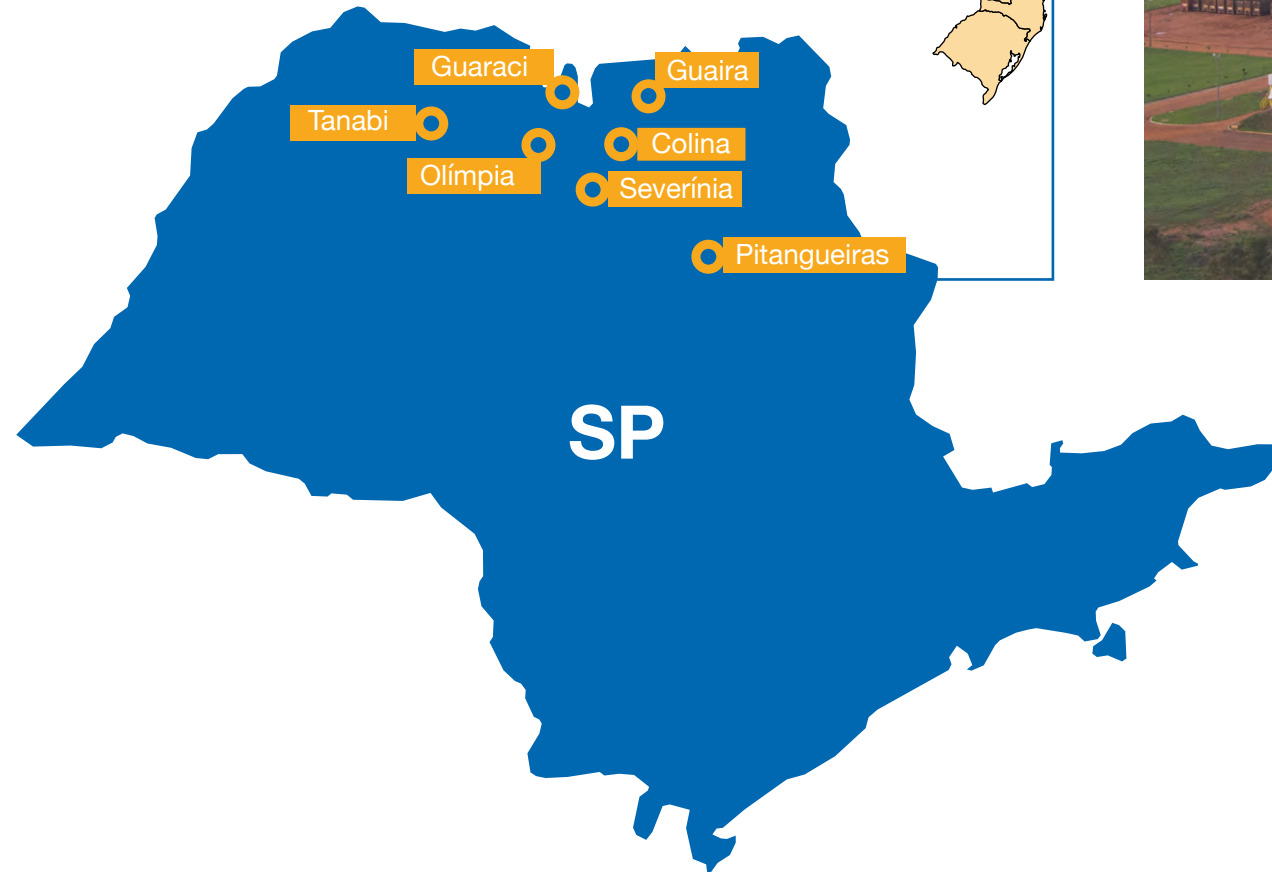 Guaraci
Guaira
Tanabi
Colina
Olímpia
Severínia
Pitangueiras
SP